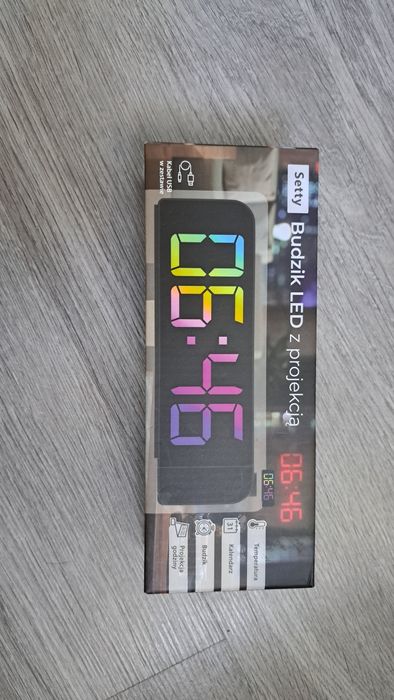 Setty
Budzik LED z projekcją
06:46
06:46
06:46
Kabel USB
w zestawie
Temperatura
31
Kalendarz
Budzik
Projekcja
godziny